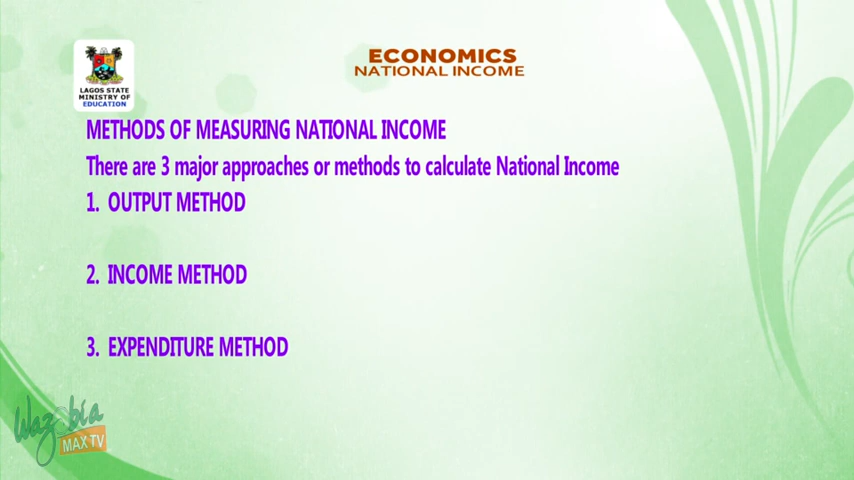 ECONOMICS
NATIONAL INCOME
LAGOS STATE
MINISTRY OF
EDUCATION
METHODS OF MEASURING NATIONAL INCOME
There are 3 major approaches or methods to calculate National Income
1. OUTPUT METHOD
2. INCOME METHOD
3. EXPENDITURE METHOD
Wazobia
MAX TV